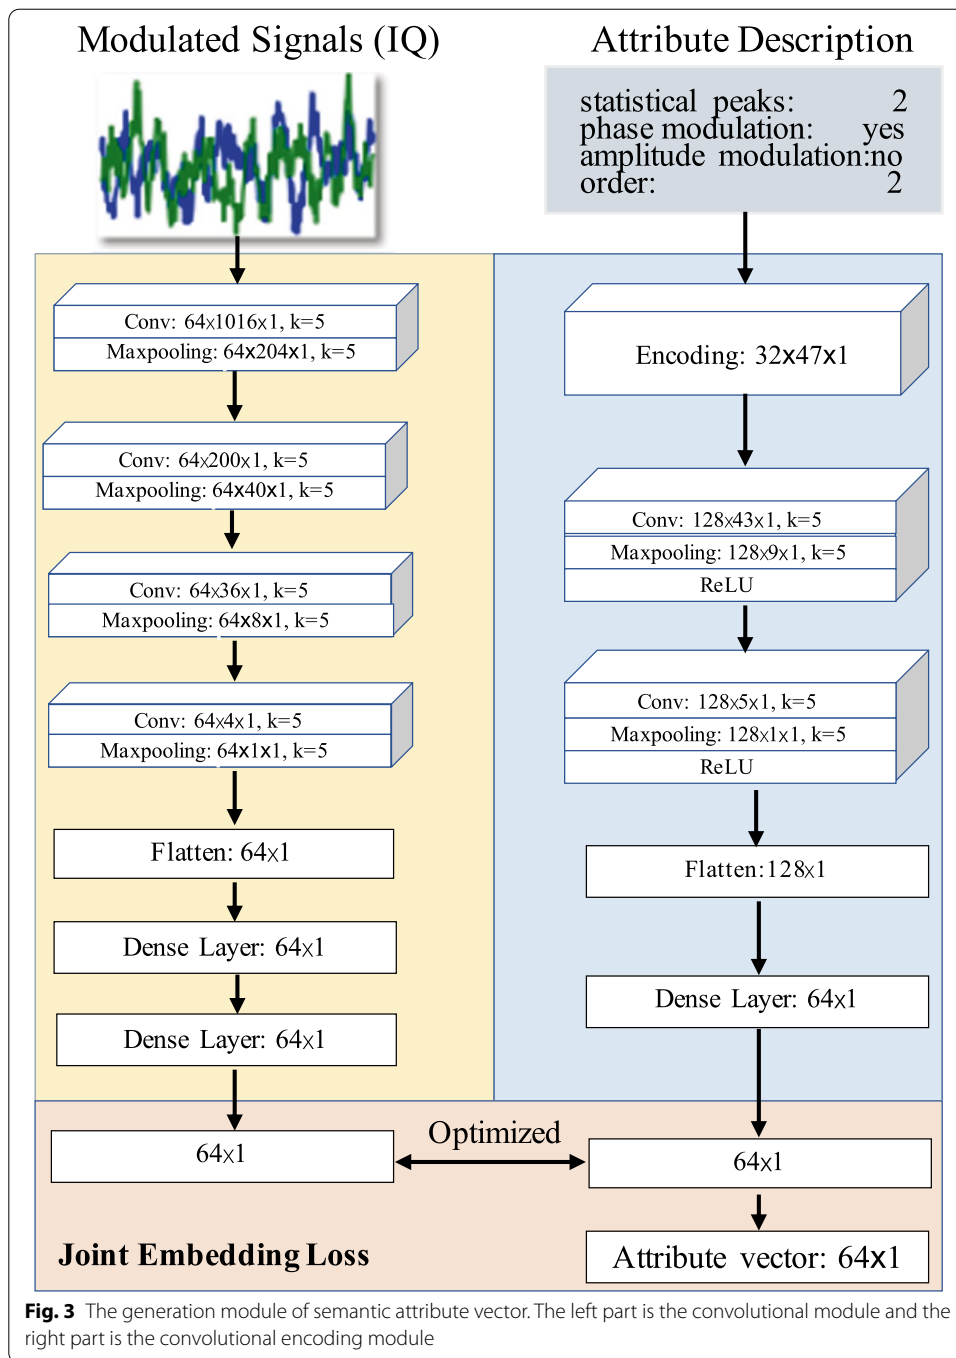 Modulated Signals (IQ)
Attribute Description
statistical peaks: 2
phase modulation: yes
amplitude modulation:no
order: 2
Conv: 64x1016x1, k=5
Maxpooling: 64x204x1, k=5
Conv: 64x200x1, k=5
Maxpooling: 64x40x1, k=5
Conv: 64x36x1, k=5
Maxpooling: 64x8x1, k=5
Conv: 64x4x1, k=5
Maxpooling: 64x1x1, k=5
Flatten: 64x1
Dense Layer: 64x1
Dense Layer: 64x1
Encoding: 32x47x1
Conv: 128x43x1, k=5
Maxpooling: 128x9x1, k=5
ReLU
Conv: 128x5x1, k=5
Maxpooling: 128x1x1, k=5
ReLU
Flatten:128x1
Dense Layer: 64x1
64x1
Optimized
64x1
Joint Embedding Loss
Attribute vector: 64x1
Fig. 3 The generation module of semantic attribute vector. The left part is the convolutional module and the
right part is the convolutional encoding module